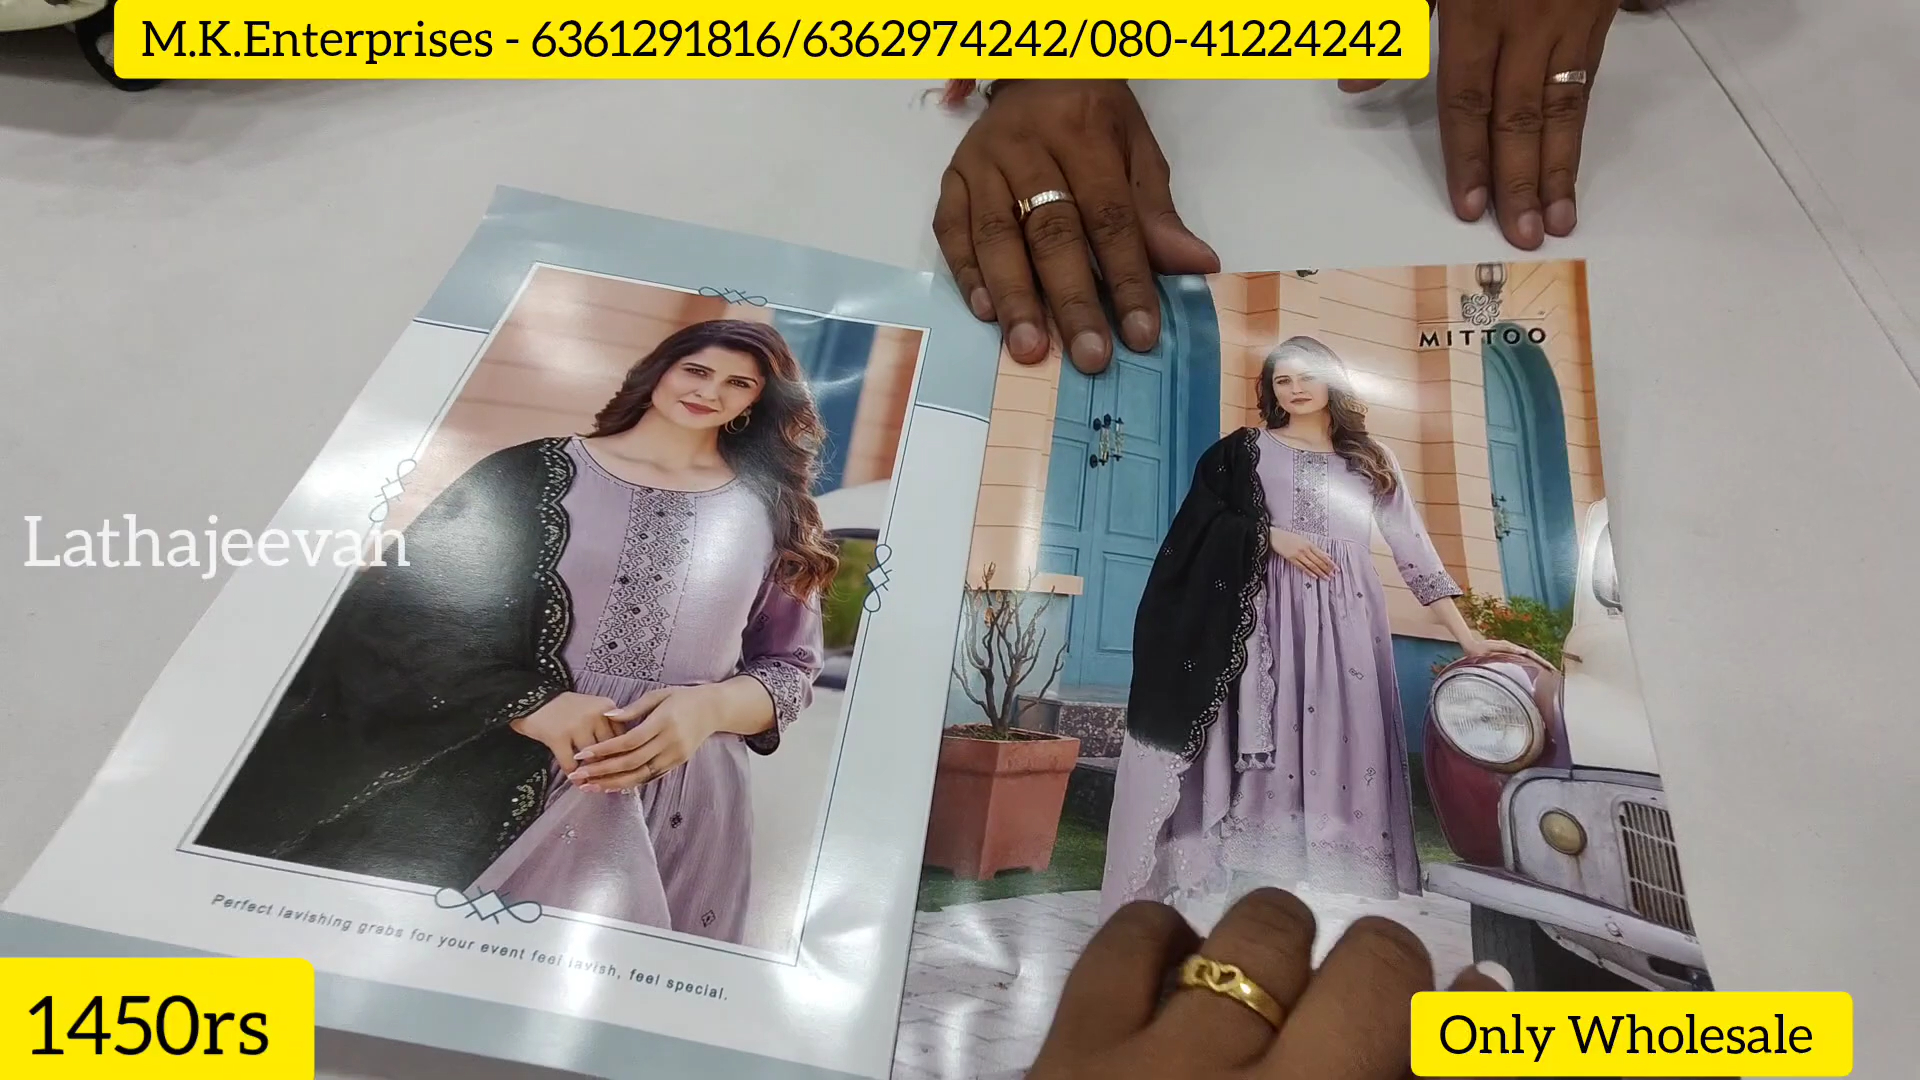 M.K.Enterprises - 6361291816/6362974242/080-41224242
MITTOO
Lathajeevan
Perfect lavishing grabs for your event feel lavish, feel special.
1450rs
Only Wholesale